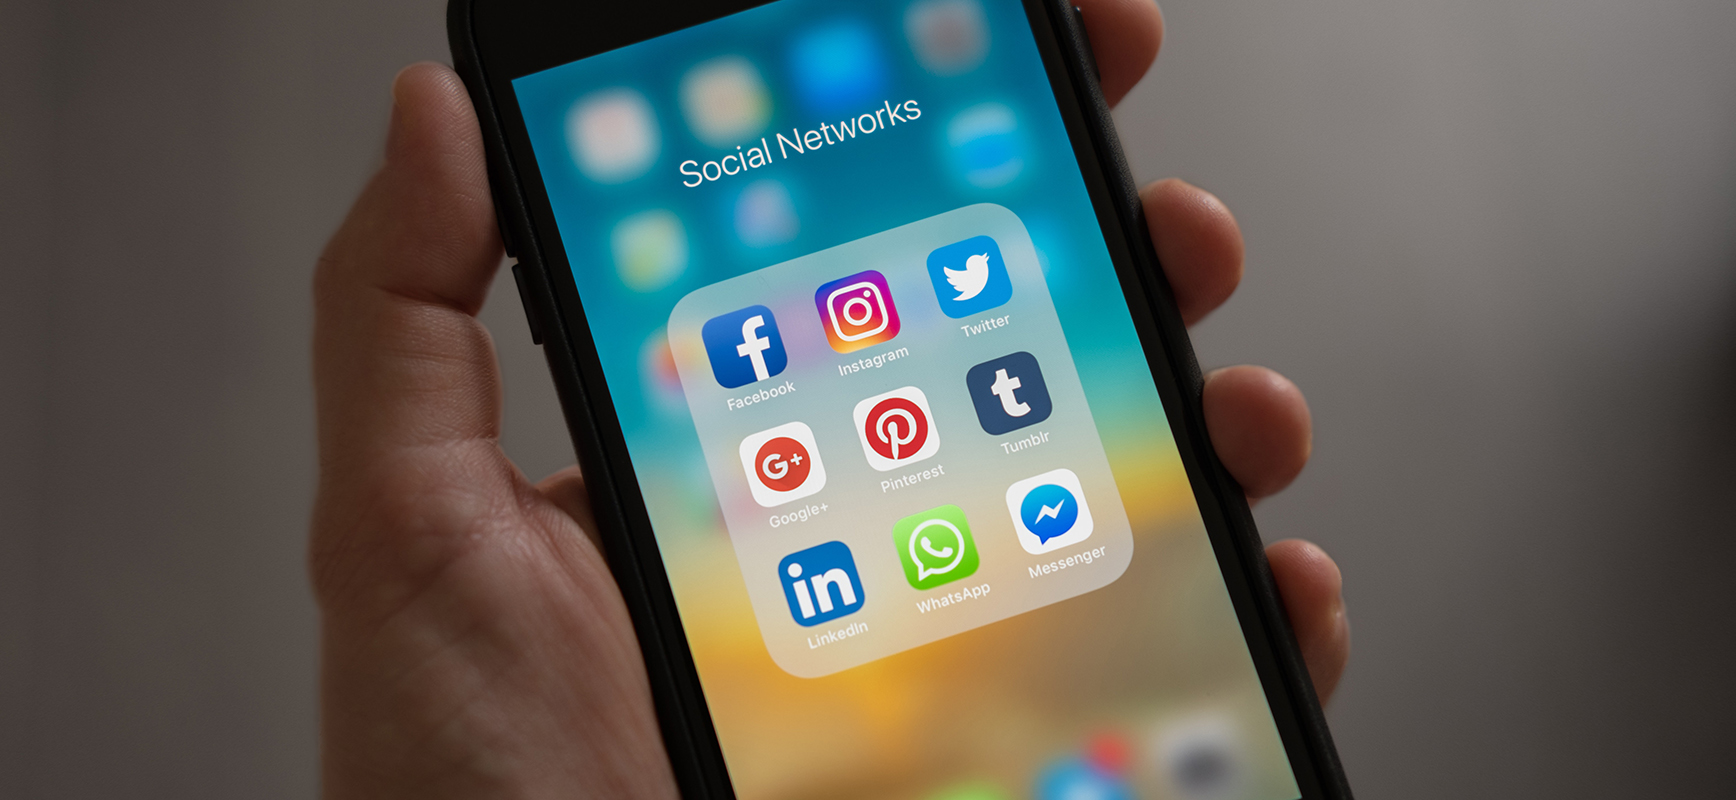 Social Networks
Facebook
Instagram
Twitter
Google+
Pinterest
Tumblr
LinkedIn
WhatsApp
Messenger